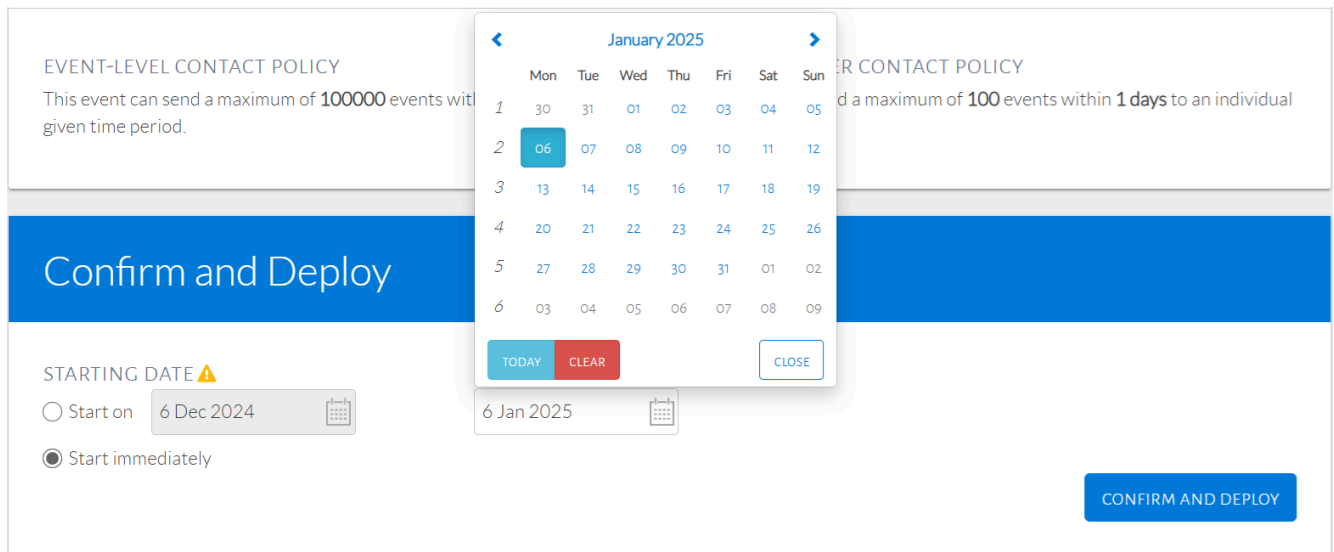 EVENT-LEVEL CONTACT POLICY
This event can send a maximum of 100000 events
given time period.
CONTACT POLICY
a maximum of 100 events within 1 days to an individual
January 2025
Mon Tue Wed Thu Fri Sat Sun
1 30 31 01 02 03 04 05
2 06 07 08 09 10 11 12
3 13 14 15 16 17 18 19
4 20 21 22 23 24 25 26
5 27 28 29 30 31 01 02
6 03 04 05 06 07 08 09
TODAY CLEAR CLOSE
Confirm and Deploy
STARTING DATE
Start on 6 Dec 2024 6 Jan 2025
Start immediately
CONFIRM AND DEPLOY